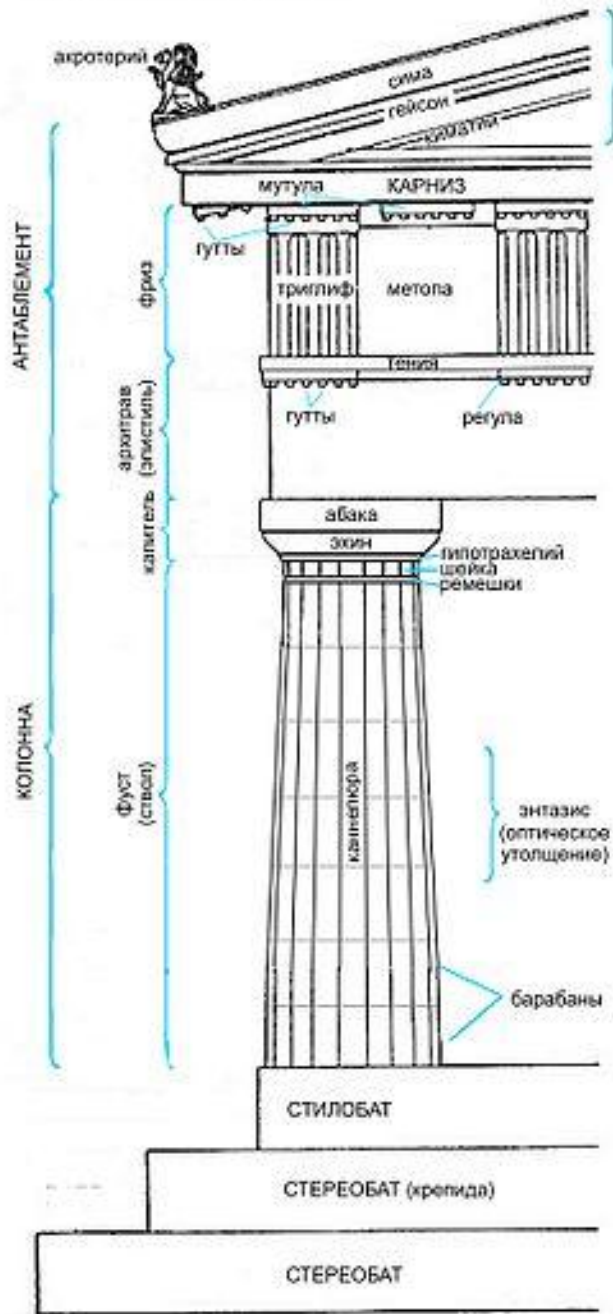 акротерий
сима
гейсон
киматий
мутула
КАРНИЗ
гутты
триглиф
метопа
тения
гутты
регула
АНТАБЛЕМЕНТ
фриз
архитрав
(эпистиль)
капитель
абака
эхин
гипотрахелий
шейка
ремешки
КОЛОННА
фуст
(ствол)
каннелюра
энтазис
(оптическое
утолщение)
барабаны
СТИЛОБАТ
СТЕРЕОБАТ (крепида)
СТЕРЕОБАТ